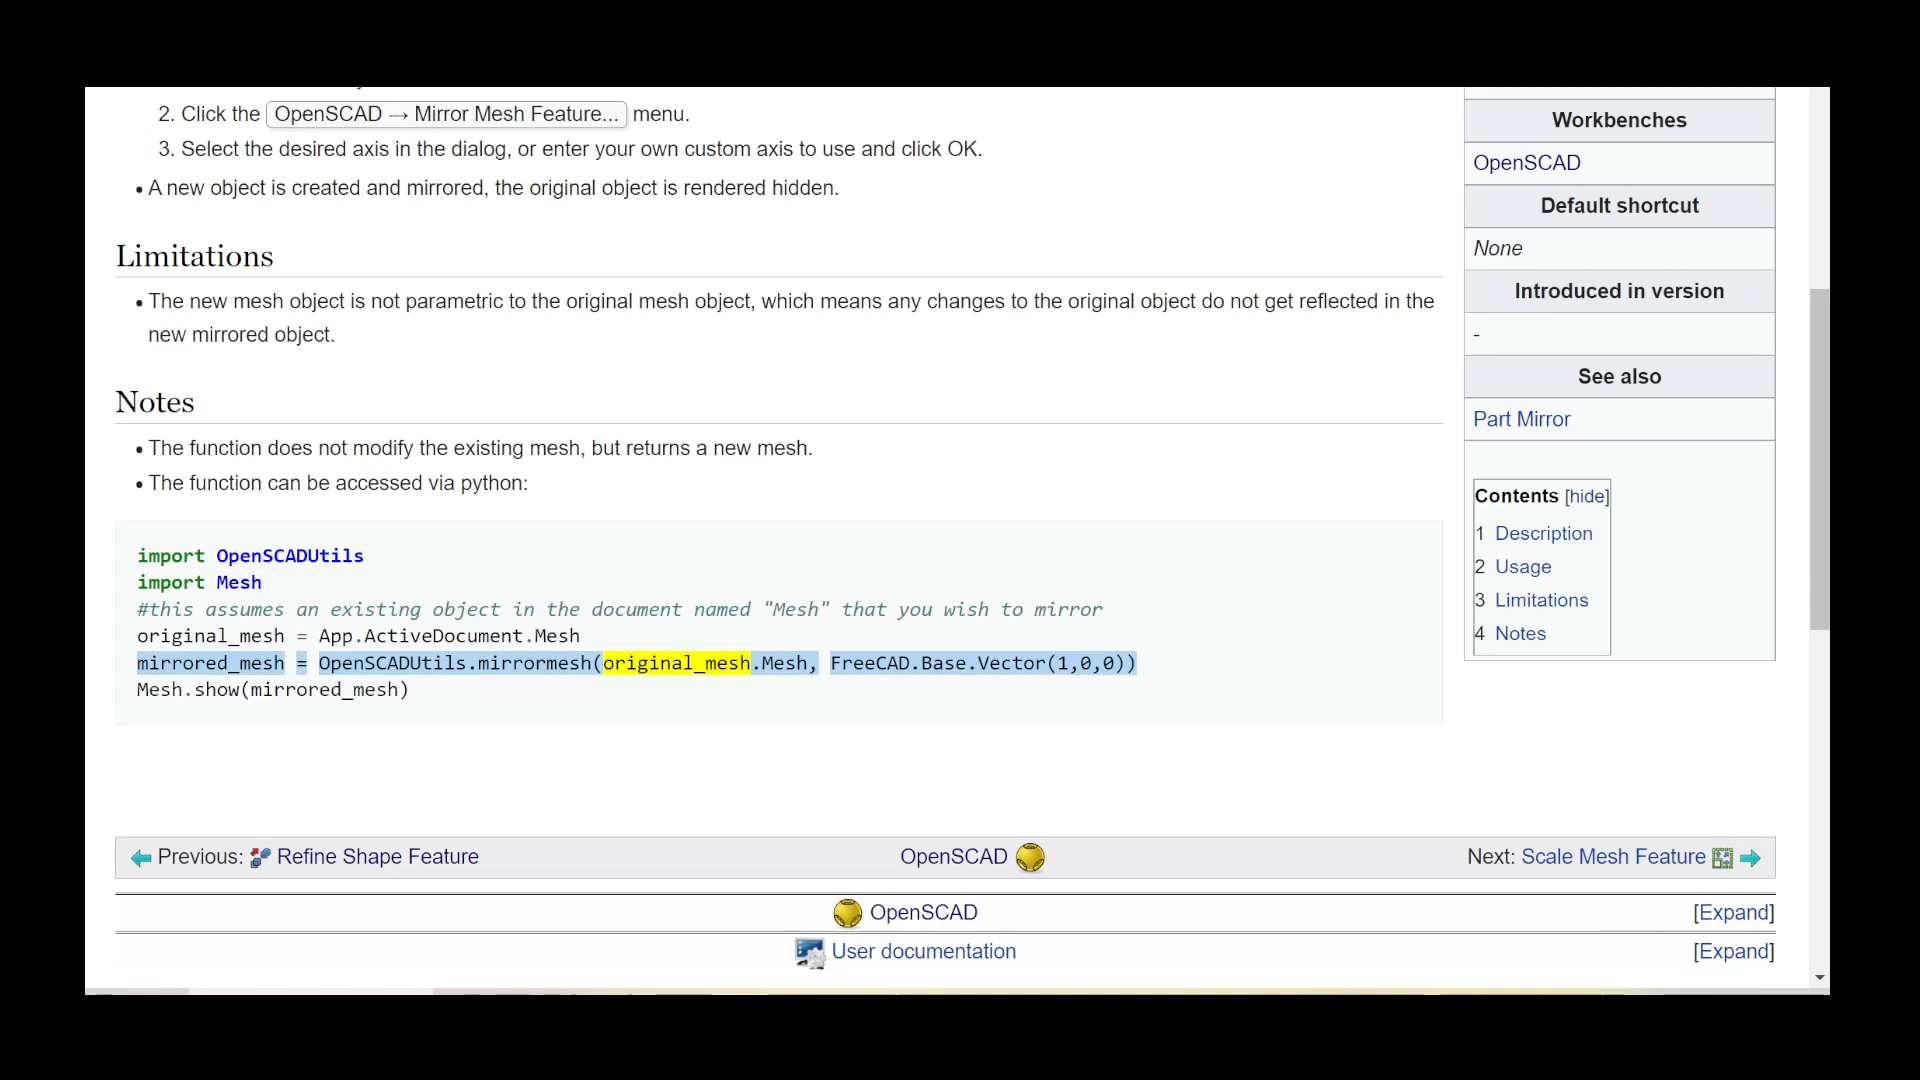 2. Click the OpenSCAD → Mirror Mesh Feature... menu.
3. Select the desired axis in the dialog, or enter your own custom axis to use and click OK.
• A new object is created and mirrored, the original object is rendered hidden.
Limitations
• The new mesh object is not parametric to the original mesh object, which means any changes to the original object do not get reflected in the
new mirrored object.
Notes
• The function does not modify the existing mesh, but returns a new mesh.
• The function can be accessed via python:
import OpenSCADUtils
import Mesh
#this assumes an existing object in the document named "Mesh" that you wish to mirror
original_mesh = App.ActiveDocument.Mesh
mirrored_mesh = OpenSCADUtils.mirrormesh(original_mesh.Mesh, FreeCAD.Base.Vector(1,0,0))
Mesh.show(mirrored_mesh)
Workbenches
OpenSCAD
Default shortcut
None
Introduced in version
-
See also
Part Mirror
Contents [hide]
1 Description
2 Usage
3 Limitations
4 Notes
Previous: Refine Shape Feature
OpenSCAD
Next: Scale Mesh Feature
OpenSCAD
[Expand]
User documentation
[Expand]